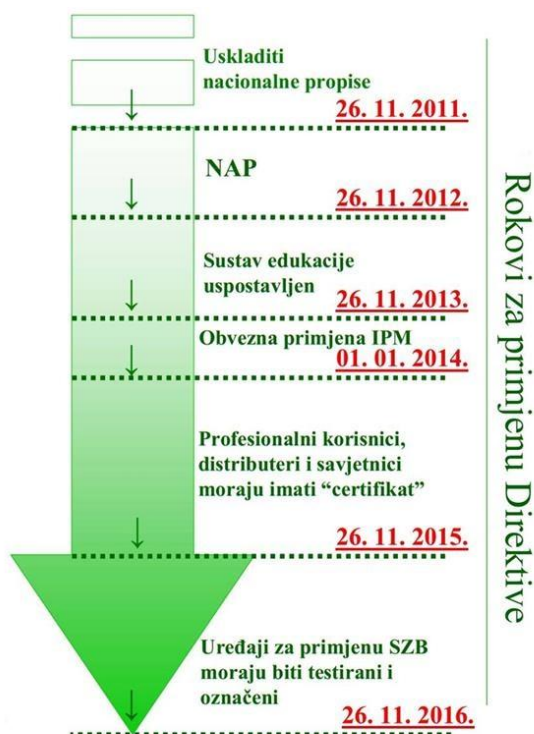 Uskladiti
nacionalne propise
26. 11. 2011.
NAP
26. 11. 2012.
Sustav edukacije
uspostavljen
26. 11. 2013.
Obvezna primjena IPM
01. 01. 2014.
Profesionalni korisnici,
distributeri i savjetnici
moraju imati “certifikat”
26. 11. 2015.
Uređaji za primjenu SZB
moraju biti testirani i
označeni
26. 11. 2016.
Rokovi za primjenu Direktive